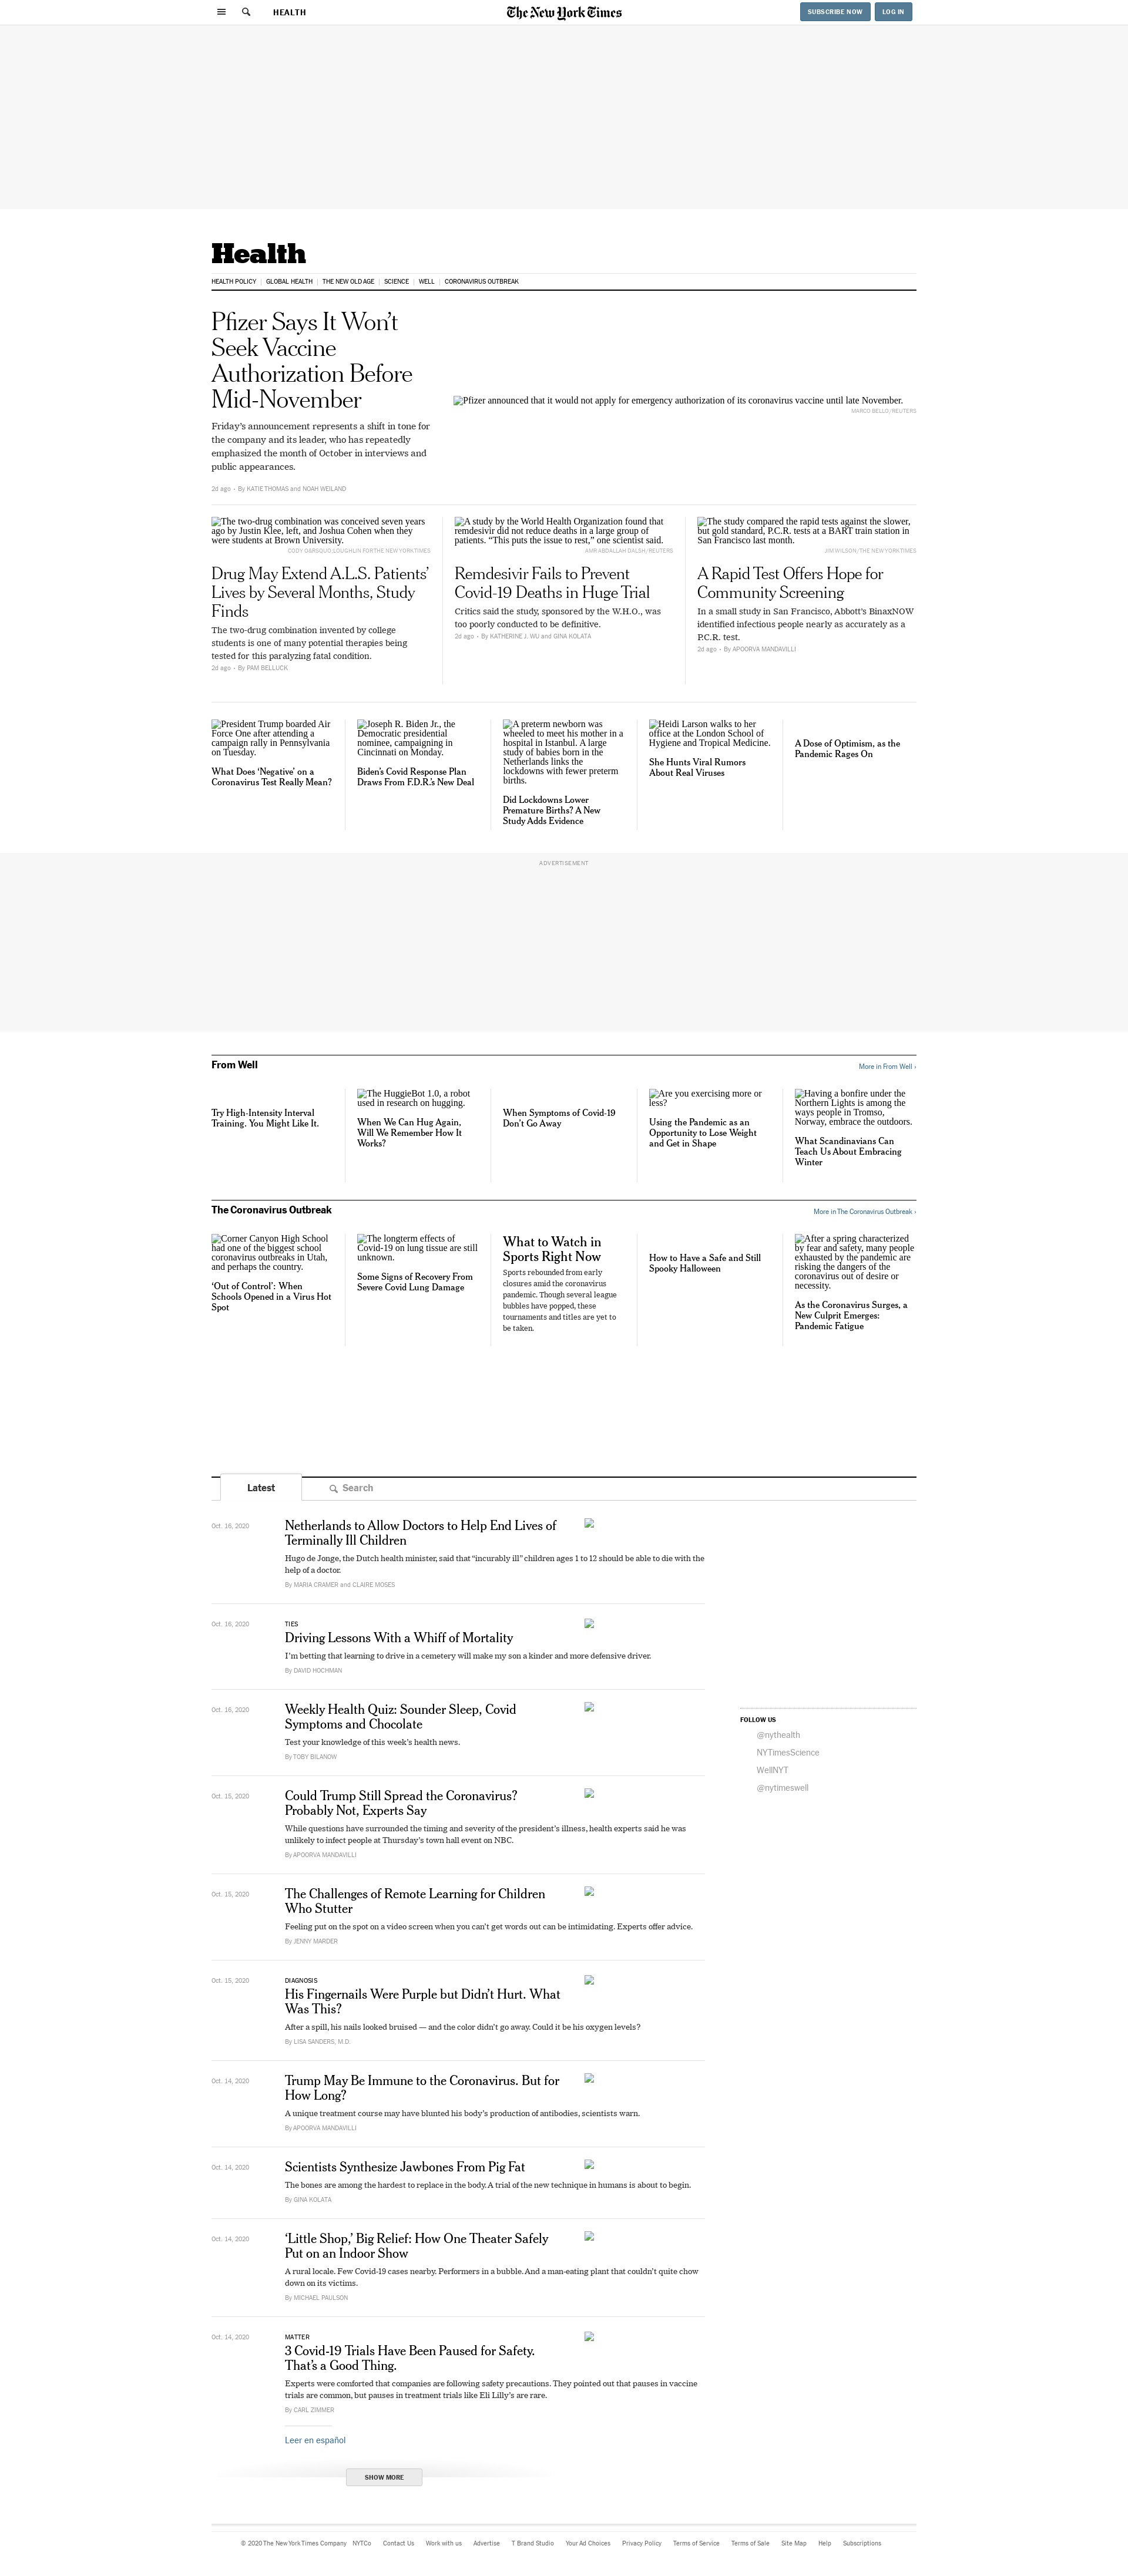 HEALTH
The New York Times
SUBSCRIBE NOW
LOG IN
Health
HEALTH POLICY
GLOBAL HEALTH
THE NEW OLD AGE
SCIENCE
WELL
CORONAVIRUS OUTBREAK
Pfizer Says It Won’t
Seek Vaccine
Authorization Before
Mid-November
Friday’s announcement represents a shift in tone for
the company and its leader, who has repeatedly
emphasized the month of October in interviews and
public appearances.
2d ago • By KATIE THOMAS and NOAH WEILAND
Pfizer announced that it would not apply for emergency authorization of its coronavirus vaccine until late November.
MARCO BELLO/REUTERS
The two-drug combination was conceived seven years
ago by Justin Klee, left, and Joshua Cohen when they
were students at Brown University.
CODY O&RSQUO;LOUGHLIN FOR THE NEW YORK TIMES
Drug May Extend A.L.S. Patients’
Lives by Several Months, Study
Finds
The two-drug combination invented by college
students is one of many potential therapies being
tested for this paralyzing fatal condition.
2d ago • By PAM BELLUCK
A study by the World Health Organization found that
remdesivir did not reduce deaths in a large group of
patients. “This puts the issue to rest,” one scientist said.
AMR ABDALLAH DALSH/REUTERS
Remdesivir Fails to Prevent
Covid-19 Deaths in Huge Trial
Critics said the study, sponsored by the W.H.O., was
too poorly conducted to be definitive.
2d ago • By KATHERINE J. WU and GINA KOLATA
The study compared the rapid tests against the slower,
but gold standard, P.C.R. tests at a BART train station in
San Francisco last month.
JIM WILSON/THE NEW YORK TIMES
A Rapid Test Offers Hope for
Community Screening
In a small study in San Francisco, Abbott’s BinaxNOW
identified infectious people nearly as accurately as a
P.C.R. test.
2d ago • By APOORVA MANDAVILLI
President Trump boarded Air
Force One after attending a
campaign rally in Pennsylvania
on Tuesday.
What Does ‘Negative’ on a
Coronavirus Test Really Mean?
Joseph R. Biden Jr., the
Democratic presidential
nominee, campaigning in
Cincinnati on Monday.
Biden’s Covid Response Plan
Draws From F.D.R.’s New Deal
A preterm newborn was
wheeled to meet his mother in a
hospital in Istanbul. A large
study of babies born in the
Netherlands links the
lockdowns with fewer preterm
births.
Did Lockdowns Lower
Premature Births? A New
Study Adds Evidence
Heidi Larson walks to her
office at the London School of
Hygiene and Tropical Medicine.
She Hunts Viral Rumors
About Real Viruses
A Dose of Optimism, as the
Pandemic Rages On
ADVERTISEMENT
From Well
More in From Well ›
Try High-Intensity Interval
Training. You Might Like It.
The HuggieBot 1.0, a robot
used in research on hugging.
When We Can Hug Again,
Will We Remember How It
Works?
When Symptoms of Covid-19
Don’t Go Away
Are you exercising more or
less?
Using the Pandemic as an
Opportunity to Lose Weight
and Get in Shape
Having a bonfire under the
Northern Lights is among the
ways people in Tromso,
Norway, embrace the outdoors.
What Scandinavians Can
Teach Us About Embracing
Winter
The Coronavirus Outbreak
More in The Coronavirus Outbreak ›
Corner Canyon High School
had one of the biggest school
coronavirus outbreaks in Utah,
and perhaps the country.
‘Out of Control’: When
Schools Opened in a Virus Hot
Spot
The longterm effects of
Covid-19 on lung tissue are still
unknown.
Some Signs of Recovery From
Severe Covid Lung Damage
What to Watch in
Sports Right Now
Sports rebounded from early
closures amid the coronavirus
pandemic. Though several league
bubbles have popped, these
tournaments and titles are yet to
be taken.
How to Have a Safe and Still
Spooky Halloween
After a spring characterized
by fear and safety, many people
exhausted by the pandemic are
risking the dangers of the
coronavirus out of desire or
necessity.
As the Coronavirus Surges, a
New Culprit Emerges:
Pandemic Fatigue
Latest
Search
Oct. 16, 2020
Netherlands to Allow Doctors to Help End Lives of
Terminally Ill Children
Hugo de Jonge, the Dutch health minister, said that “incurably ill” children ages 1 to 12 should be able to die with the
help of a doctor.
By MARIA CRAMER and CLAIRE MOSES
Oct. 16, 2020
TIES
Driving Lessons With a Whiff of Mortality
I’m betting that learning to drive in a cemetery will make my son a kinder and more defensive driver.
By DAVID HOCHMAN
Oct. 16, 2020
Weekly Health Quiz: Sounder Sleep, Covid
Symptoms and Chocolate
Test your knowledge of this week’s health news.
By TOBY BILANOW
FOLLOW US
@nythealth
NYTimesScience
WellNYT
@nytimeswell
Oct. 15, 2020
Could Trump Still Spread the Coronavirus?
Probably Not, Experts Say
While questions have surrounded the timing and severity of the president’s illness, health experts said he was
unlikely to infect people at Thursday’s town hall event on NBC.
By APOORVA MANDAVILLI
Oct. 15, 2020
The Challenges of Remote Learning for Children
Who Stutter
Feeling put on the spot on a video screen when you can’t get words out can be intimidating. Experts offer advice.
By JENNY MARDER
Oct. 15, 2020
DIAGNOSIS
His Fingernails Were Purple but Didn’t Hurt. What
Was This?
After a spill, his nails looked bruised — and the color didn’t go away. Could it be his oxygen levels?
By LISA SANDERS, M.D.
Oct. 14, 2020
Trump May Be Immune to the Coronavirus. But for
How Long?
A unique treatment course may have blunted his body’s production of antibodies, scientists warn.
By APOORVA MANDAVILLI
Oct. 14, 2020
Scientists Synthesize Jawbones From Pig Fat
The bones are among the hardest to replace in the body. A trial of the new technique in humans is about to begin.
By GINA KOLATA
Oct. 14, 2020
‘Little Shop,’ Big Relief: How One Theater Safely
Put on an Indoor Show
A rural locale. Few Covid-19 cases nearby. Performers in a bubble. And a man-eating plant that couldn’t quite chow
down on its victims.
By MICHAEL PAULSON
Oct. 14, 2020
MATTER
3 Covid-19 Trials Have Been Paused for Safety.
That’s a Good Thing.
Experts were comforted that companies are following safety precautions. They pointed out that pauses in vaccine
trials are common, but pauses in treatment trials like Eli Lilly’s are rare.
By CARL ZIMMER
Leer en español
SHOW MORE
© 2020 The New York Times Company NYTCo Contact Us Work with us Advertise T Brand Studio Your Ad Choices Privacy Policy Terms of Service Terms of Sale Site Map Help Subscriptions